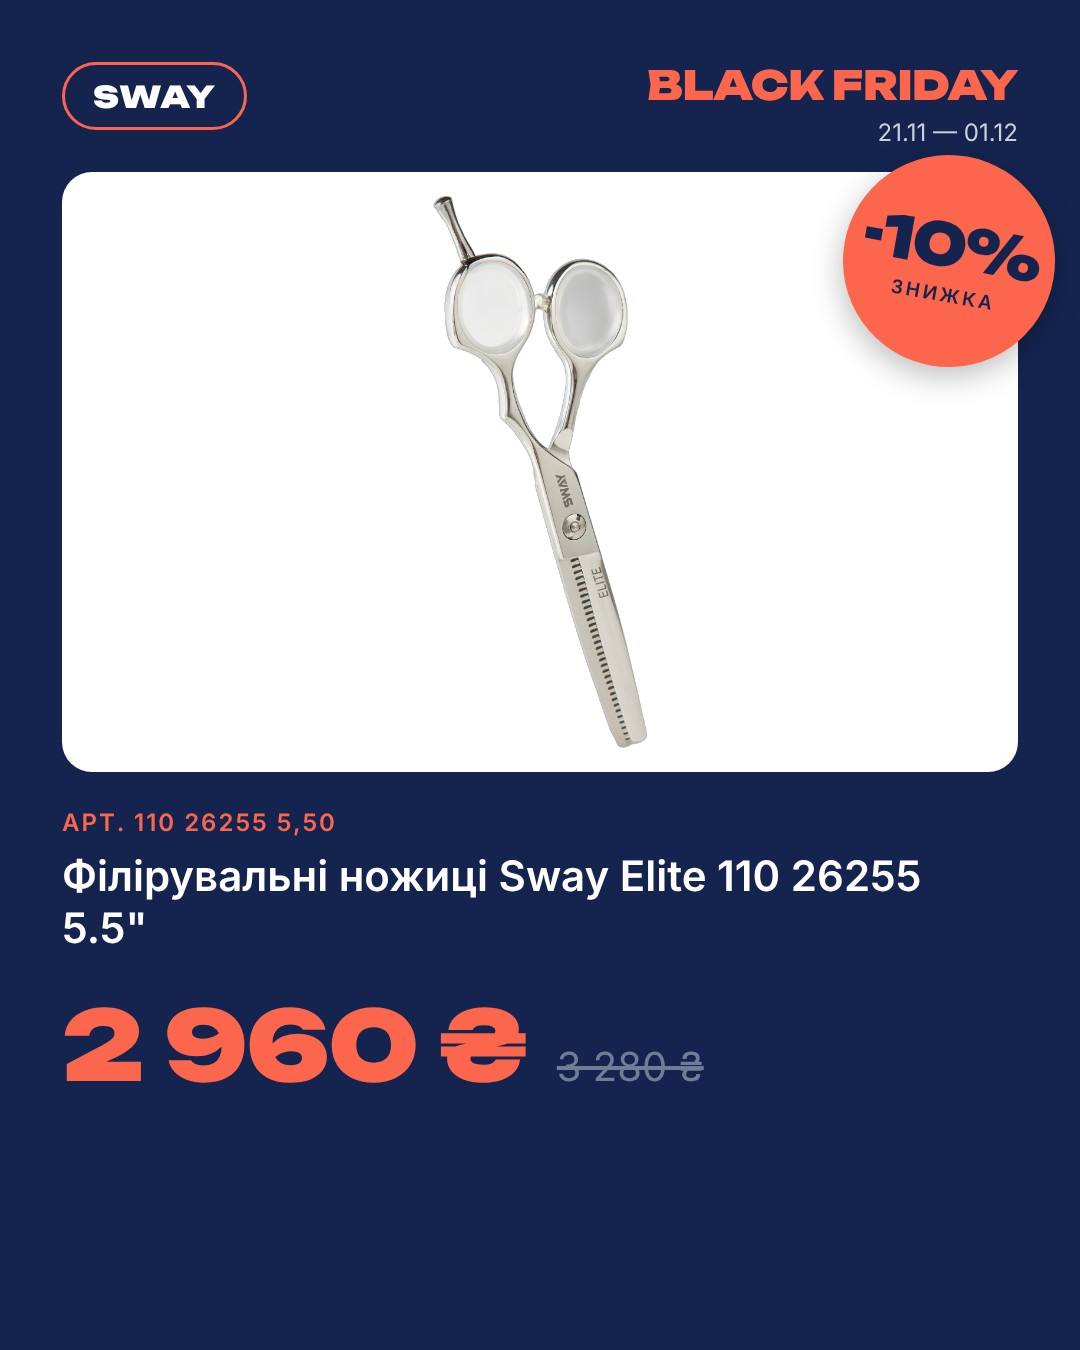 SWAY
BLACK FRIDAY
21.11 — 01.12
-10%
ЗНИЖКА
SWAY
ELITE
АРТ. 110 26255 5,50
Філірувальні ножиці Sway Elite 110 26255
5.5"
2 960 ₴
3 280 ₴